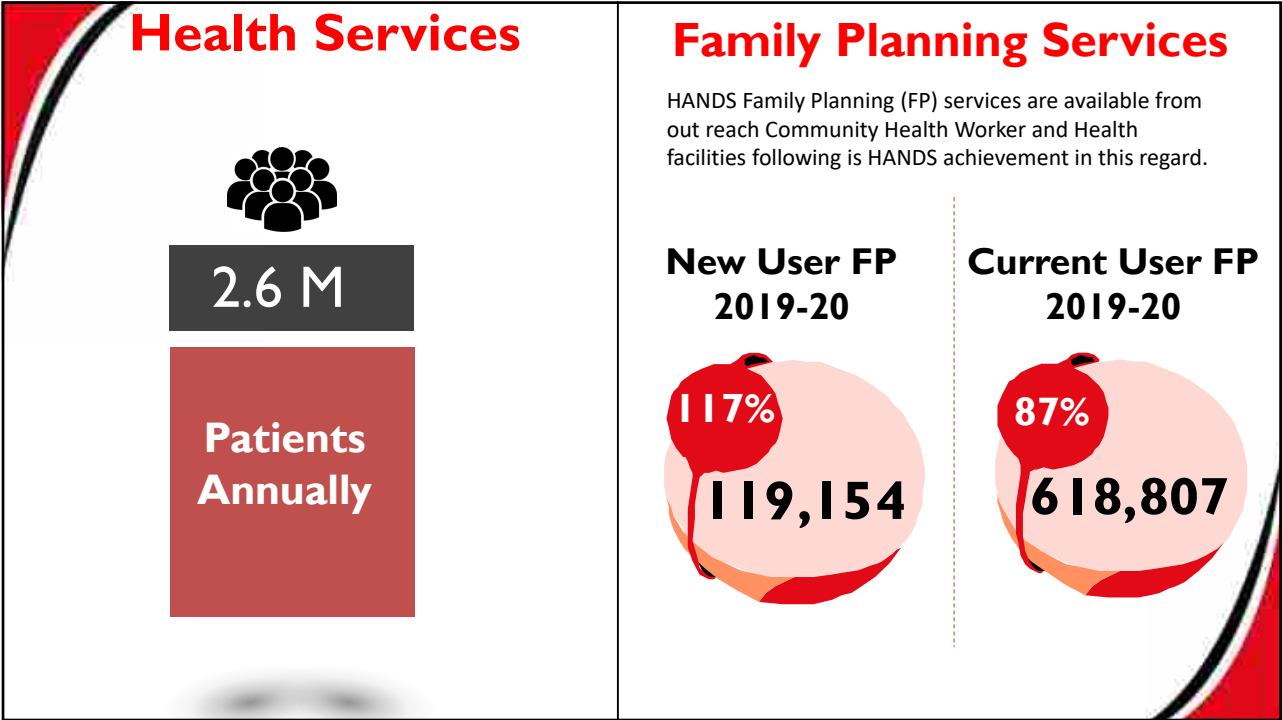 Health Services
2.6 M
Patients
Annually
Family Planning Services
HANDS Family Planning (FP) services are available from
out reach Community Health Worker and Health
facilities following is HANDS achievement in this regard.
New User FP
2019-20
117%
119,154
Current User FP
2019-20
87%
618,807